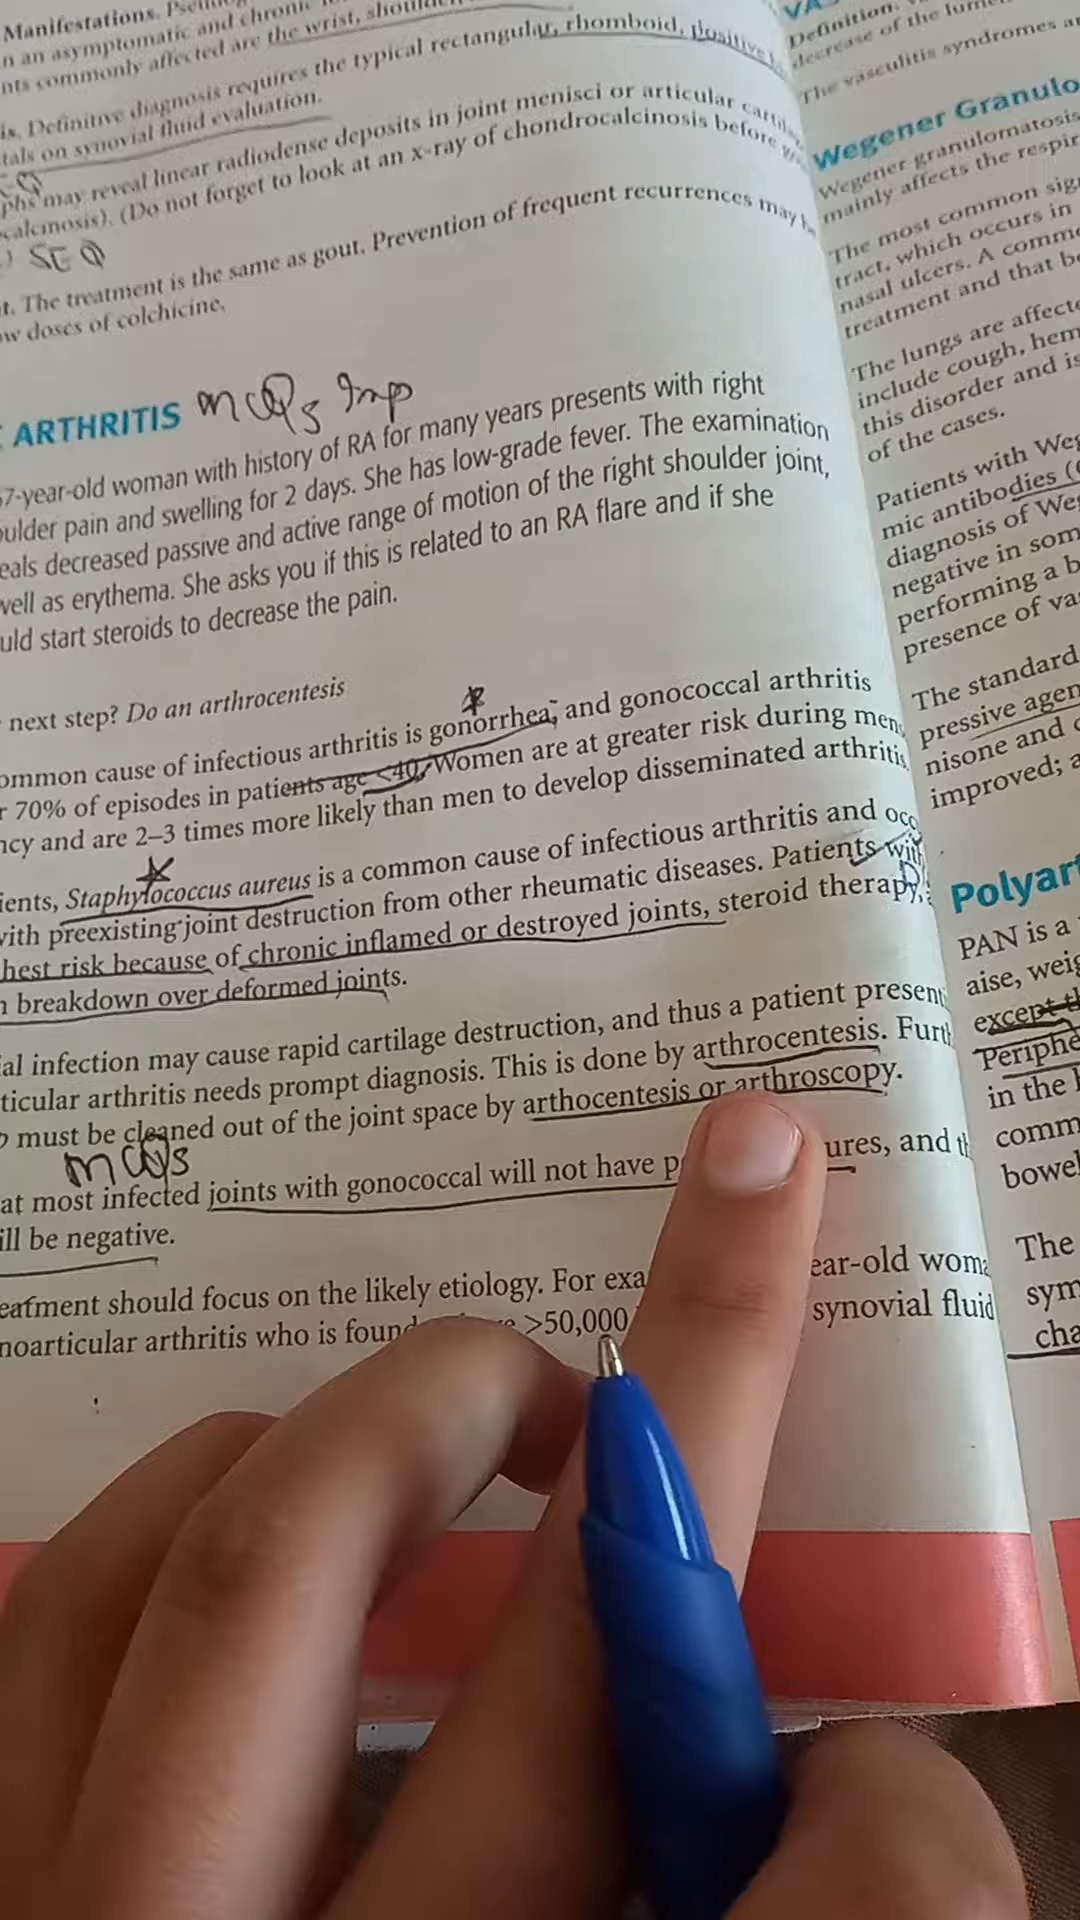 Manifestations.
n an asymptomatic and chronic
nts commonly affected are the wrist,
is. Definitive diagnosis requires the typical rectangular, rhomboid, positive
tals on synovial fluid evaluation.
phs may reveal linear radiodense deposits in joint menisci or articular
calcinosis). (Do not forget to look at an x-ray of chondrocalcinosis before
SEQ
t. The treatment is the same as gout. Prevention of frequent recurrences may
ow doses of colchicine.
ARTHRITIS MCQs Imp
57-year-old woman with history of RA for many years presents with right
oulder pain and swelling for 2 days. She has low-grade fever. The examination
eals decreased passive and active range of motion of the right shoulder joint,
well as erythema. She asks you if this is related to an RA flare and if she
uld start steroids to decrease the pain.
next step? Do an arthrocentesis
ommon cause of infectious arthritis is gonorrhea, and gonococcal arthritis
r 70% of episodes in patients age <40. Women are at greater risk during men
ncy and are 2–3 times more likely than men to develop disseminated arthritis
ients, Staphylococcus aureus is a common cause of infectious arthritis and occ
with preexisting joint destruction from other rheumatic diseases. Patients with
hest risk because of chronic inflamed or destroyed joints, steroid therapy,
n breakdown over deformed joints.
ial infection may cause rapid cartilage destruction, and thus a patient present
ticular arthritis needs prompt diagnosis. This is done by arthrocentesis. Furth
must be cleaned out of the joint space by arthocentesis or arthroscopy.
MCQs
at most infected joints with gonococcal will not have p ures, and th
ill be negative.
eatment should focus on the likely etiology. For exa ear-old woma
noarticular arthritis who is found >50,000 synovial fluid
VAS
Definition.
decrease of the lumen
The vasculitis syndromes a
Wegener Granulo
Wegener granulomatosis
mainly affects the respir
The most common sig
tract, which occurs in
nasal ulcers. A commo
treatment and that be
The lungs are affecte
include cough, hem
this disorder and is
of the cases.
Patients with Weg
mic antibodies (
diagnosis of Weg
negative in som
performing a b
presence of va
The standard
pressive agen
nisone and c
improved; a
Polyar
PAN is a
aise, weig
except th
Periphe
in the
comm
bowel
The
sym
cha